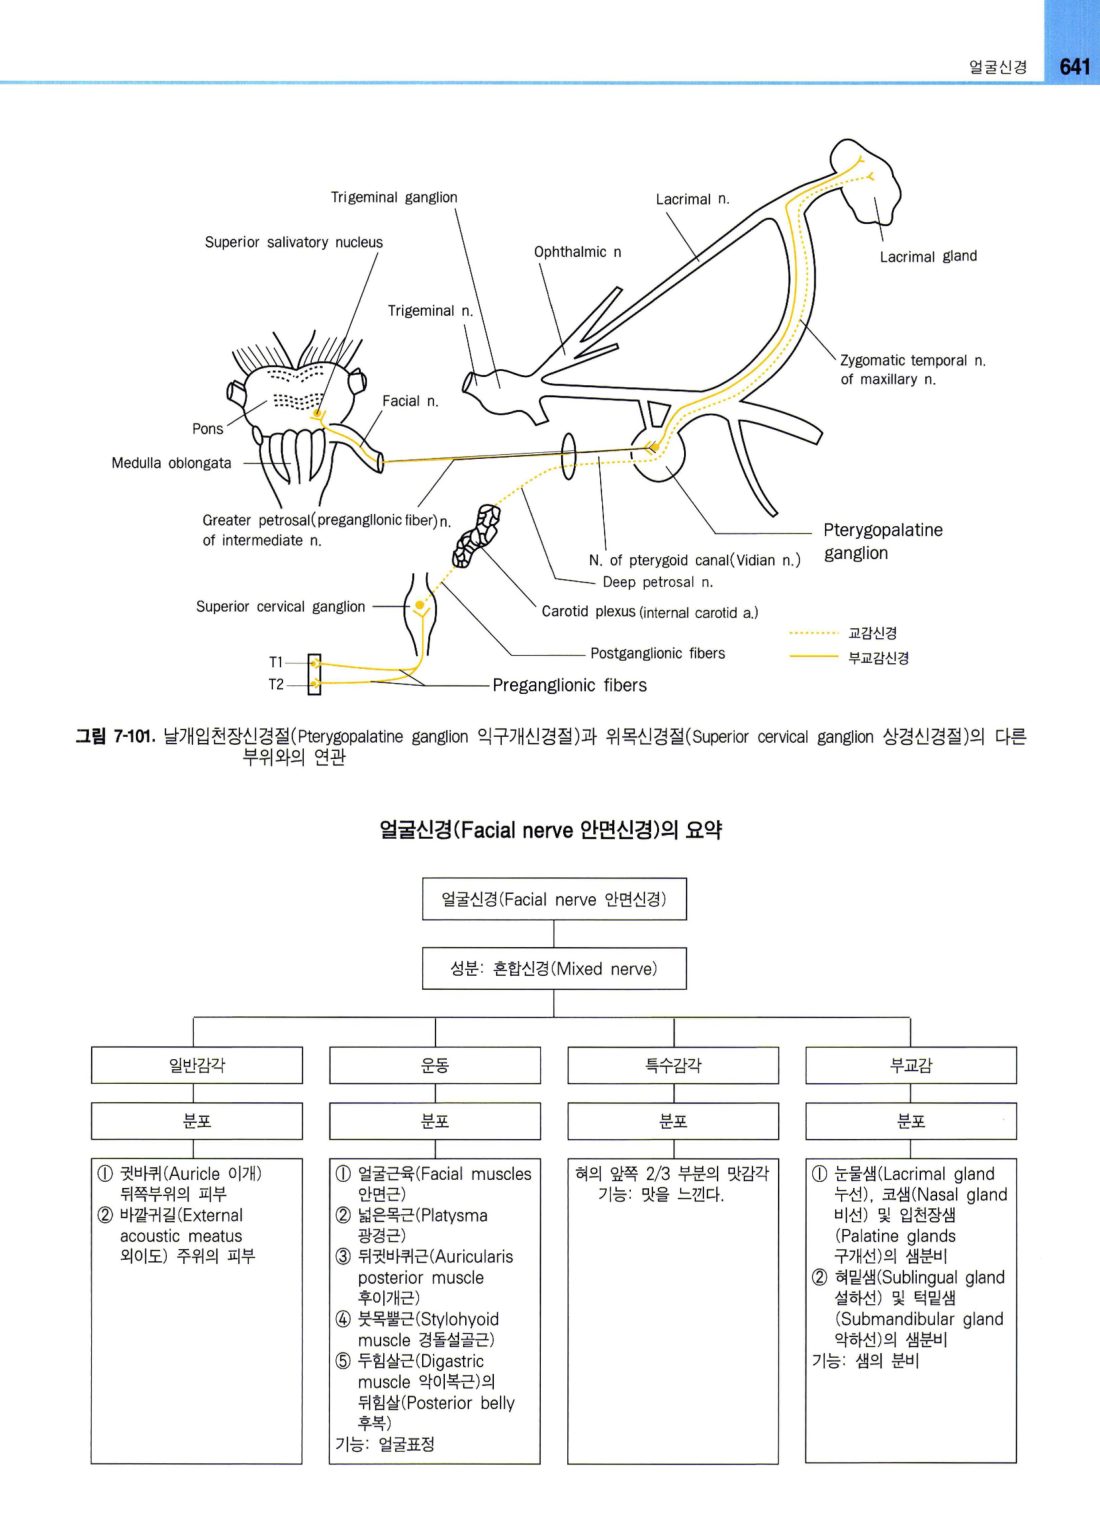 얼굴신경 641
Trigeminal ganglion
Lacrimal n.
Superior salivatory nucleus
Ophthalmic n
Lacrimal gland
Trigeminal n.
Zygomatic temporal n.
of maxillary n.
Facial n.
Pons
Medulla oblongata
Greater petrosal(pregangllonic fiber)n.
of intermediate n.
Pterygopalatine
ganglion
N. of pterygoid canal(Vidian n.)
Deep petrosal n.
Superior cervical ganglion
Carotid plexus (internal carotid a.)
교감신경
Postganglionic fibers
부교감신경
T1
T2
Preganglionic fibers
그림 7-101. 날개입천장신경절(Pterygopalatine ganglion 익구개신경절)과 위목신경절(Superior cervical ganglion 상경신경절)의 다른
부위와의 연관
얼굴신경(Facial nerve 안면신경)의 요약
얼굴신경(Facial nerve 안면신경)
성분: 혼합신경(Mixed nerve)
일반감각
분포
① 귓바퀴(Auricle 이개)
뒤쪽부위의 피부
② 바깥귀길(External
acoustic meatus
외이도) 주위의 피부
운동
분포
① 얼굴근육(Facial muscles
안면근)
② 넓은목근(Platysma
광경근)
③ 뒤귓바퀴근(Auricularis
posterior muscle
후이개근)
④ 붓목뿔근(Stylohyoid
muscle 경돌설골근)
⑤ 두힘살근(Digastric
muscle 악이복근)의
뒤힘살(Posterior belly
후복)
기능: 얼굴표정
특수감각
분포
혀의 앞쪽 2/3 부분의 맛감각
기능: 맛을 느낀다.
부교감
분포
① 눈물샘(Lacrimal gland
누선), 코샘(Nasal gland
비선) 및 입천장샘
(Palatine glands
구개선)의 샘분비
② 혀밑샘(Sublingual gland
설하선) 및 턱밑샘
(Submandibular gland
악하선)의 샘분비
기능: 샘의 분비